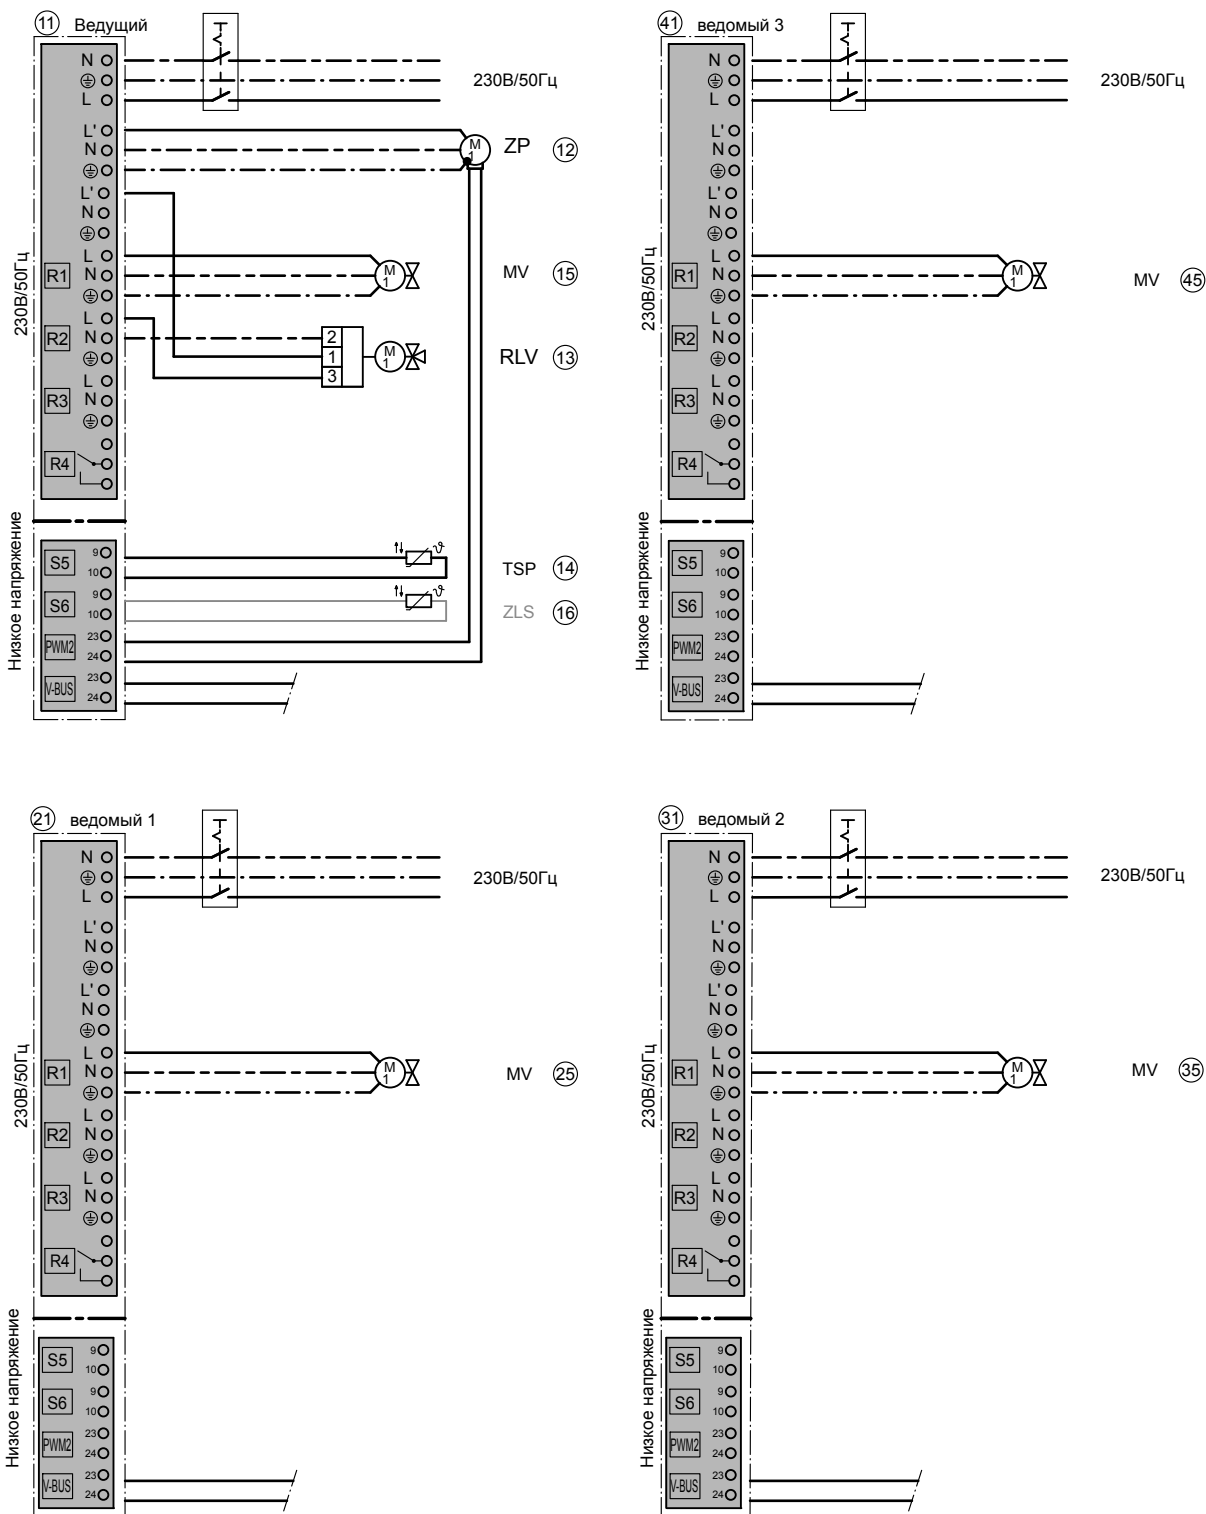 11 Ведущий
N
L
230В/50Гц
L'
N
M
1
ZP 12
L'
N
230В/50Гц
L
R1 N
M
1
MV 15
L
R2 N
2
1
3
M
1
RLV 13
L
R3 N
R4
Низкое напряжение
S5 9
10
TSP 14
S6 9
10
ZLS 16
PWM2 23
24
V-BUS 23
24
41 ведомый 3
N
L
230В/50Гц
L'
N
L'
N
230В/50Гц
L
R1 N
M
1
MV 45
L
R2 N
L
R3 N
R4
Низкое напряжение
S5 9
10
S6 9
10
PWM2 23
24
V-BUS 23
24
21 ведомый 1
N
L
230В/50Гц
L'
N
L'
N
230В/50Гц
L
R1 N
M
1
MV 25
L
R2 N
L
R3 N
R4
Низкое напряжение
S5 9
10
S6 9
10
PWM2 23
24
V-BUS 23
24
31 ведомый 2
N
L
230В/50Гц
L'
N
L'
N
230В/50Гц
L
R1 N
M
1
MV 35
L
R2 N
L
R3 N
R4
Низкое напряжение
S5 9
10
S6 9
10
PWM2 23
24
V-BUS 23
24